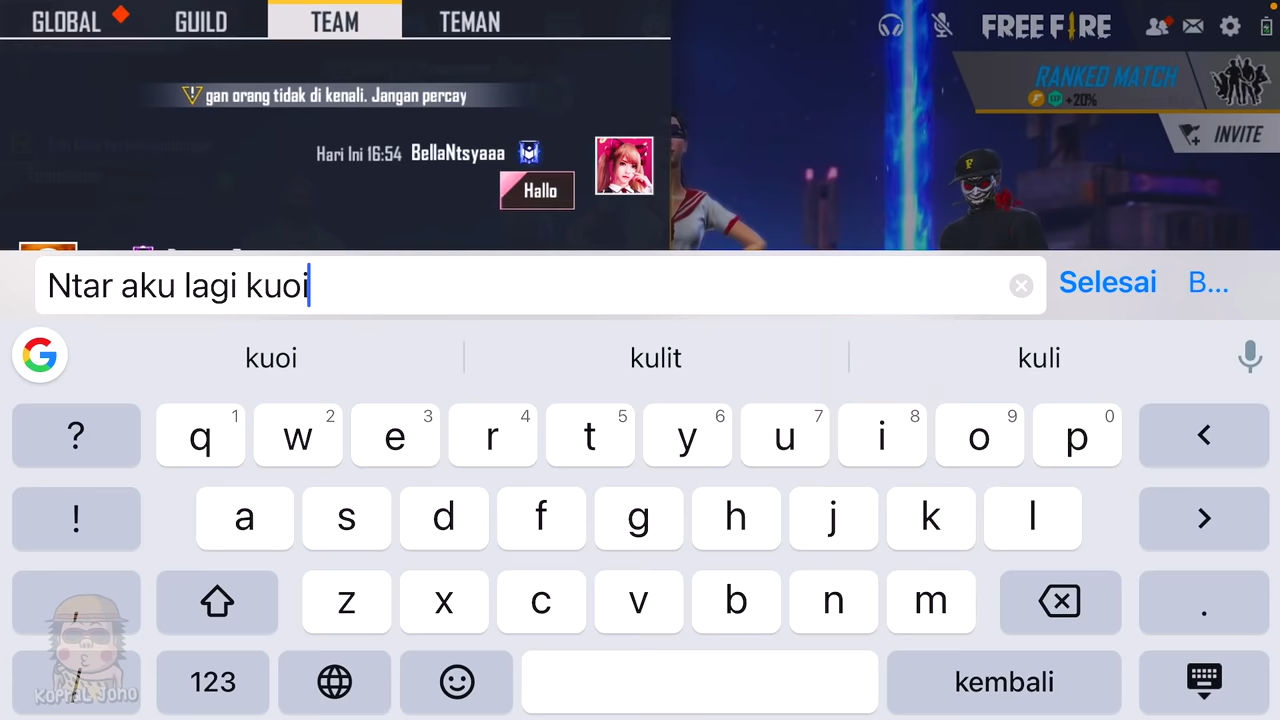 GLOBAL GUILD TEAM TEMAN
FREE FIRE
RANKED MATCH
+20%
INVITE
gan orang tidak di kenali. Jangan percay
Hari Ini 16:54 BellaNtsyaaa
Hallo
Ntar aku lagi kuoi
Selesai B...
kuoi kulit kuli
? q 1 w 2 e 3 r 4 t 5 y 6 u 7 i 8 o 9 p 0 <
! a s d f g h j k l >
z x c v b n m .
123 kembali
KOPRAL JONO